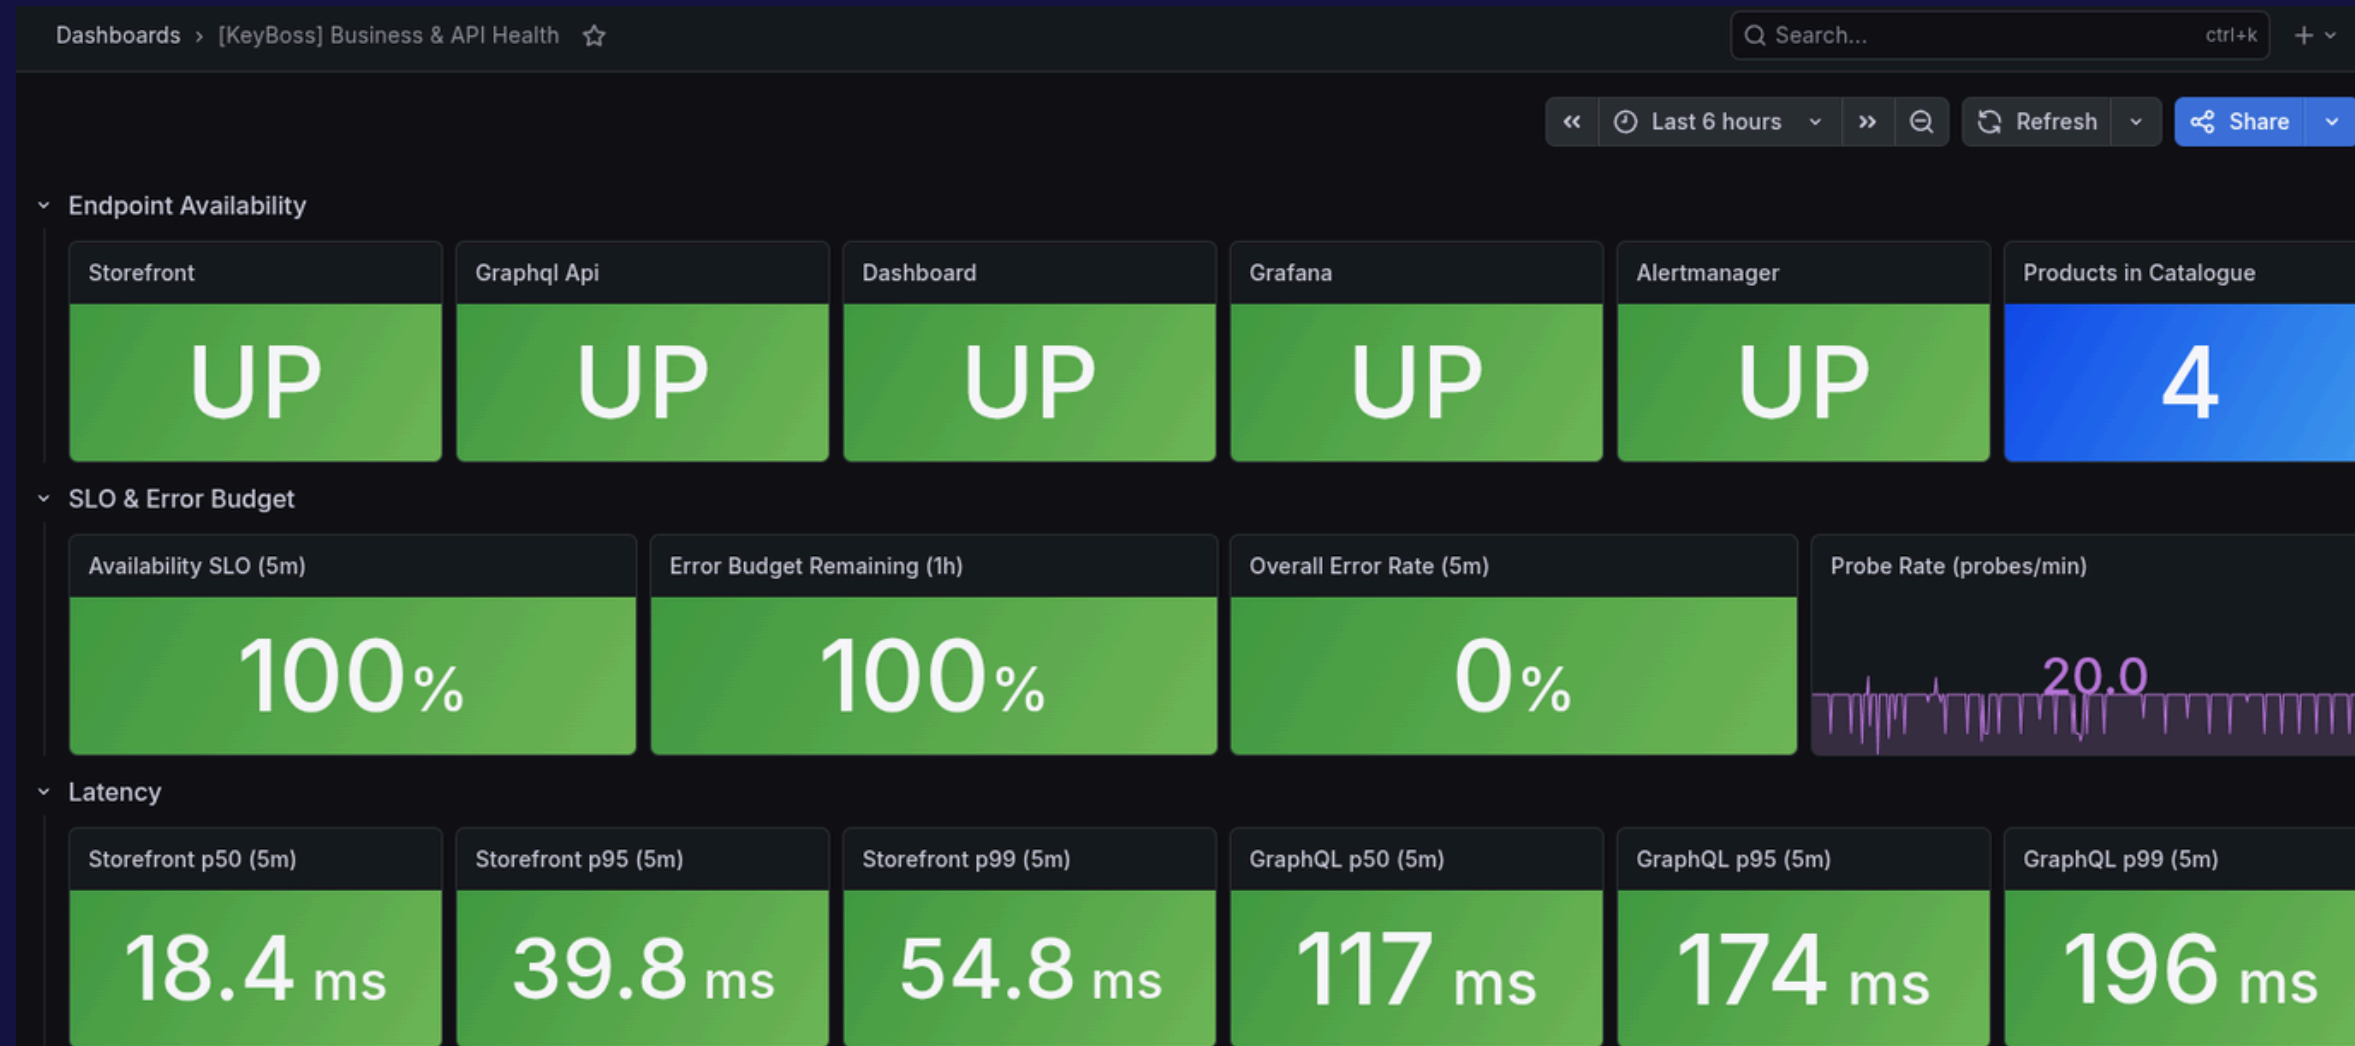 Dashboards › [KeyBoss] Business & API Health
Search... ctrl+k
Last 6 hours Refresh Share
Endpoint Availability
Storefront Graphql Api Dashboard Grafana Alertmanager Products in Catalogue
UP UP UP UP UP 4
SLO & Error Budget
Availability SLO (5m) Error Budget Remaining (1h) Overall Error Rate (5m) Probe Rate (probes/min)
100% 100% 0% 20.0
Latency
Storefront p50 (5m) Storefront p95 (5m) Storefront p99 (5m) GraphQL p50 (5m) GraphQL p95 (5m) GraphQL p99 (5m)
18.4 ms 39.8 ms 54.8 ms 117 ms 174 ms 196 ms